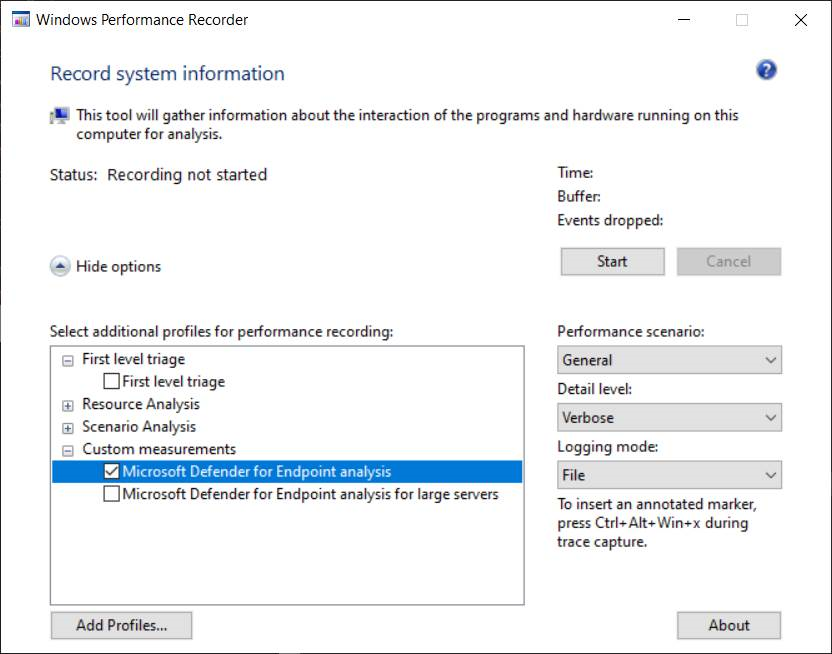 Windows Performance Recorder
Record system information
This tool will gather information about the interaction of the programs and hardware running on this
computer for analysis.
Status: Recording not started
Time:
Buffer:
Events dropped:
Hide options
Start
Cancel
Select additional profiles for performance recording:
First level triage
First level triage
Resource Analysis
Scenario Analysis
Custom measurements
Microsoft Defender for Endpoint analysis
Microsoft Defender for Endpoint analysis for large servers
Performance scenario:
General
Detail level:
Verbose
Logging mode:
File
To insert an annotated marker,
press Ctrl+Alt+Win+x during
trace capture.
Add Profiles...
About